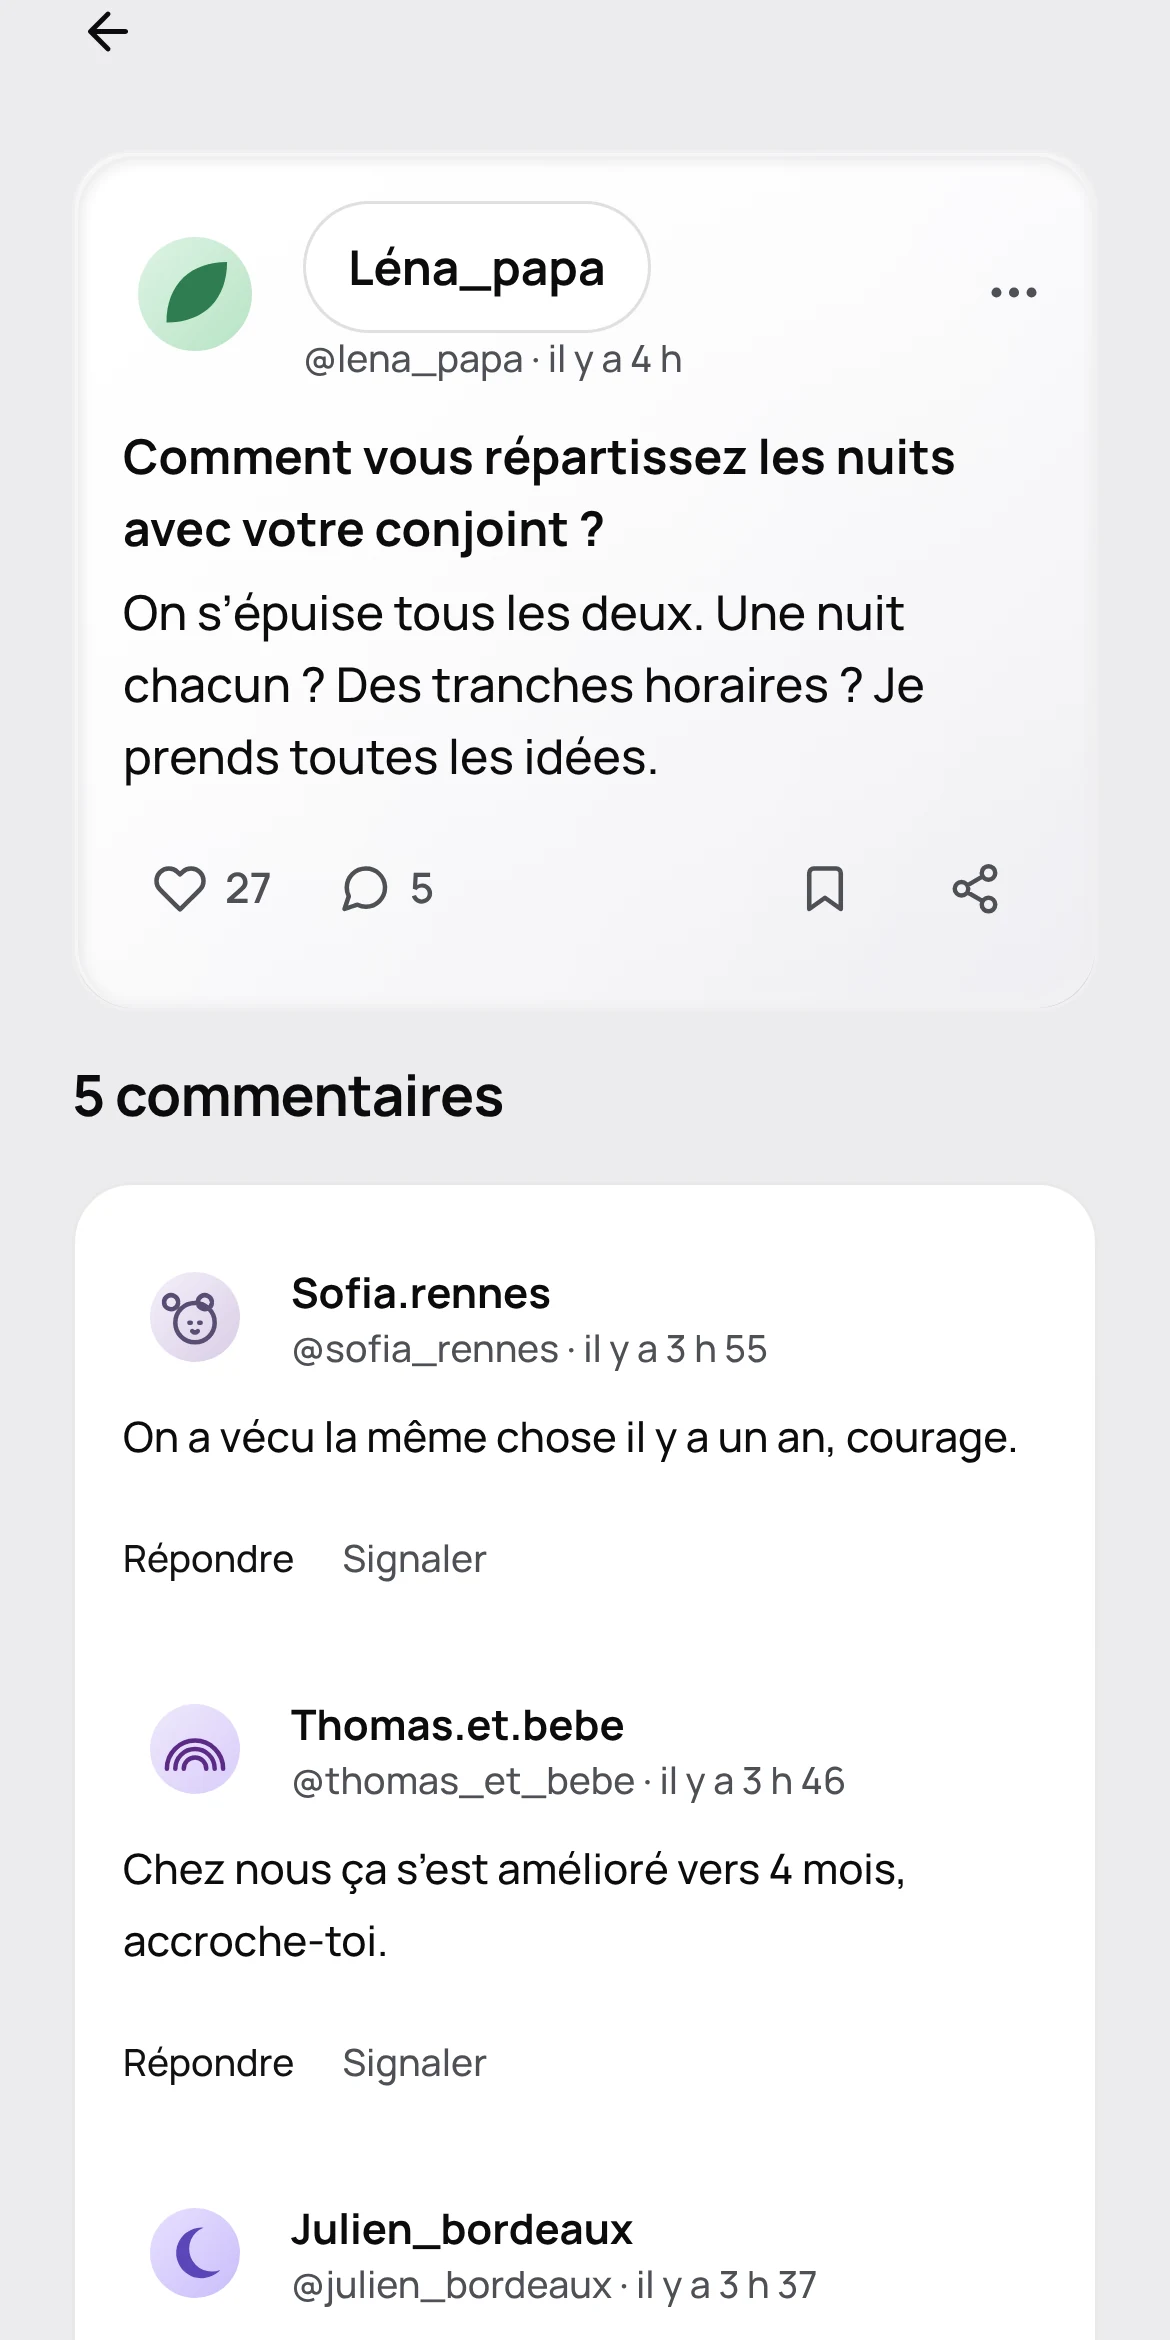 Léna_papa
@lena_papa · il y a 4 h
Comment vous répartissez les nuits
avec votre conjoint ?
On s’épuise tous les deux. Une nuit
chacun ? Des tranches horaires ? Je
prends toutes les idées.
27 5
5 commentaires
Sofia.rennes
@sofia_rennes · il y a 3 h 55
On a vécu la même chose il y a un an, courage.
Répondre Signaler
Thomas.et.bebe
@thomas_et_bebe · il y a 3 h 46
Chez nous ça s’est amélioré vers 4 mois,
accroche-toi.
Répondre Signaler
Julien_bordeaux
@julien_bordeaux · il y a 3 h 37